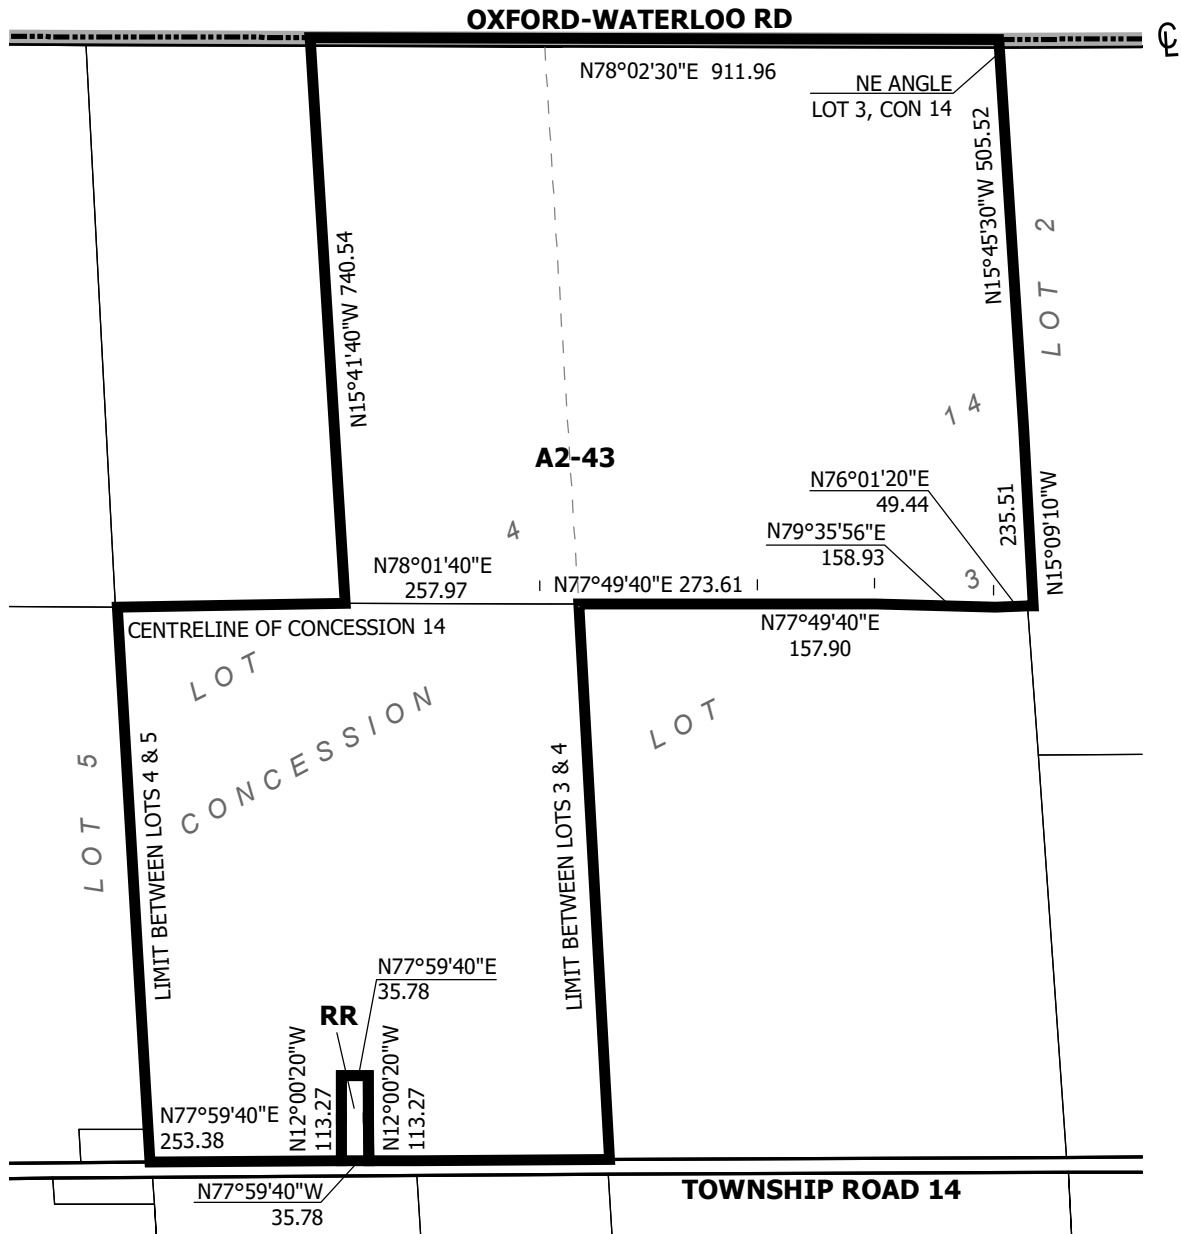 OXFORD-WATERLOO RD
℄
N78°02'30"E 911.96
NE ANGLE
LOT 3, CON 14
N15°45'30"W 505.52
LOT 2
N15°41'40"W 740.54
14
A2-43
N76°01'20"E
49.44
235.51
N15°09'10"W
4
N79°35'56"E
158.93
N78°01'40"E
257.97
N77°49'40"E 273.61
3
CENTRELINE OF CONCESSION 14
N77°49'40"E
157.90
LOT
CONCESSION
LOT
LOT 5
LIMIT BETWEEN LOTS 4 & 5
LIMIT BETWEEN LOTS 3 & 4
N77°59'40"E
35.78
RR
N12°00'20"W
113.27
N12°00'20"W
113.27
N77°59'40"E
253.38
N77°59'40"W
35.78
TOWNSHIP ROAD 14